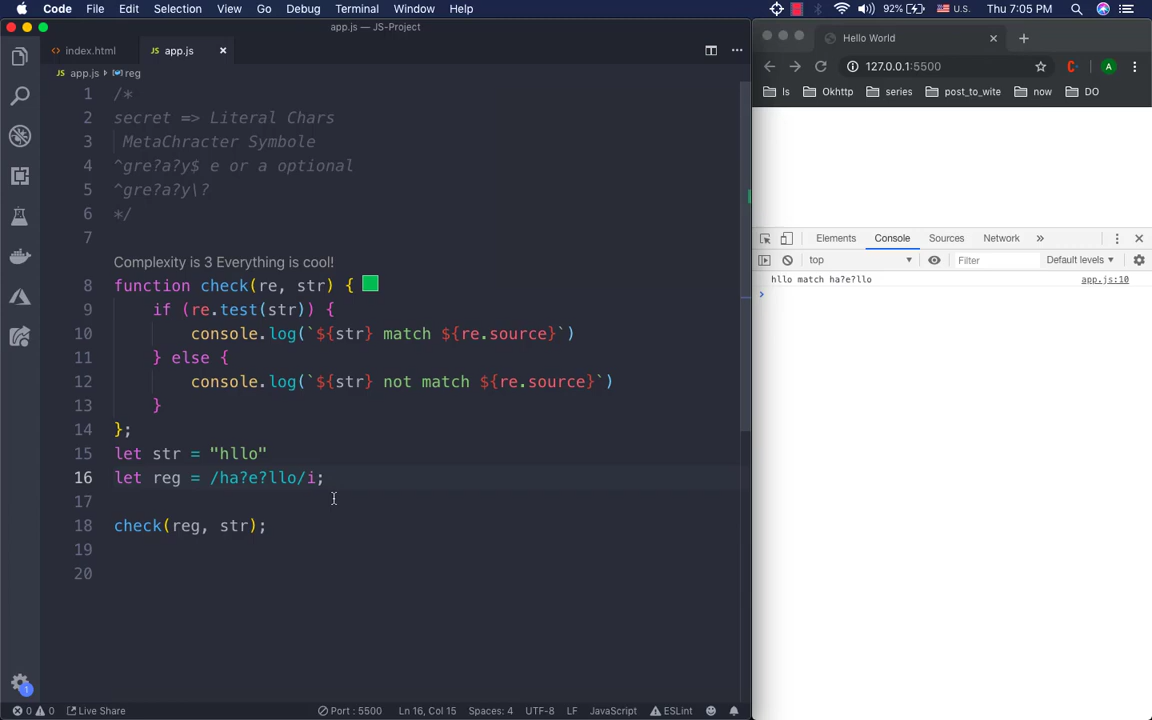 Code File Edit Selection View Go Debug Terminal Window Help 92% U.S. Thu 7:05 PM
app.js — JS-Project
index.html JS app.js
JS app.js reg
1 /*
2 secret => Literal Chars
3 MetaChracter Symbole
4 ^gre?a?y$ e or a optional
5 ^gre?a?y\?
6 */
7
Complexity is 3 Everything is cool!
8 function check(re, str) {
9 if (re.test(str)) {
10 console.log(`${str} match ${re.source}`)
11 } else {
12 console.log(`${str} not match ${re.source}`)
13 }
14 };
15 let str = "hllo"
16 let reg = /ha?e?llo/i;
17
18 check(reg, str);
19
20
1
0 0 Live Share Port : 5500 Ln 16, Col 15 Spaces: 4 UTF-8 LF JavaScript ESLint
Hello World
127.0.0.1:5500 A
ls Okhttp series post_to_wite now DO
Elements Console Sources Network »
top Filter Default levels
hllo match ha?e?llo app.js:10